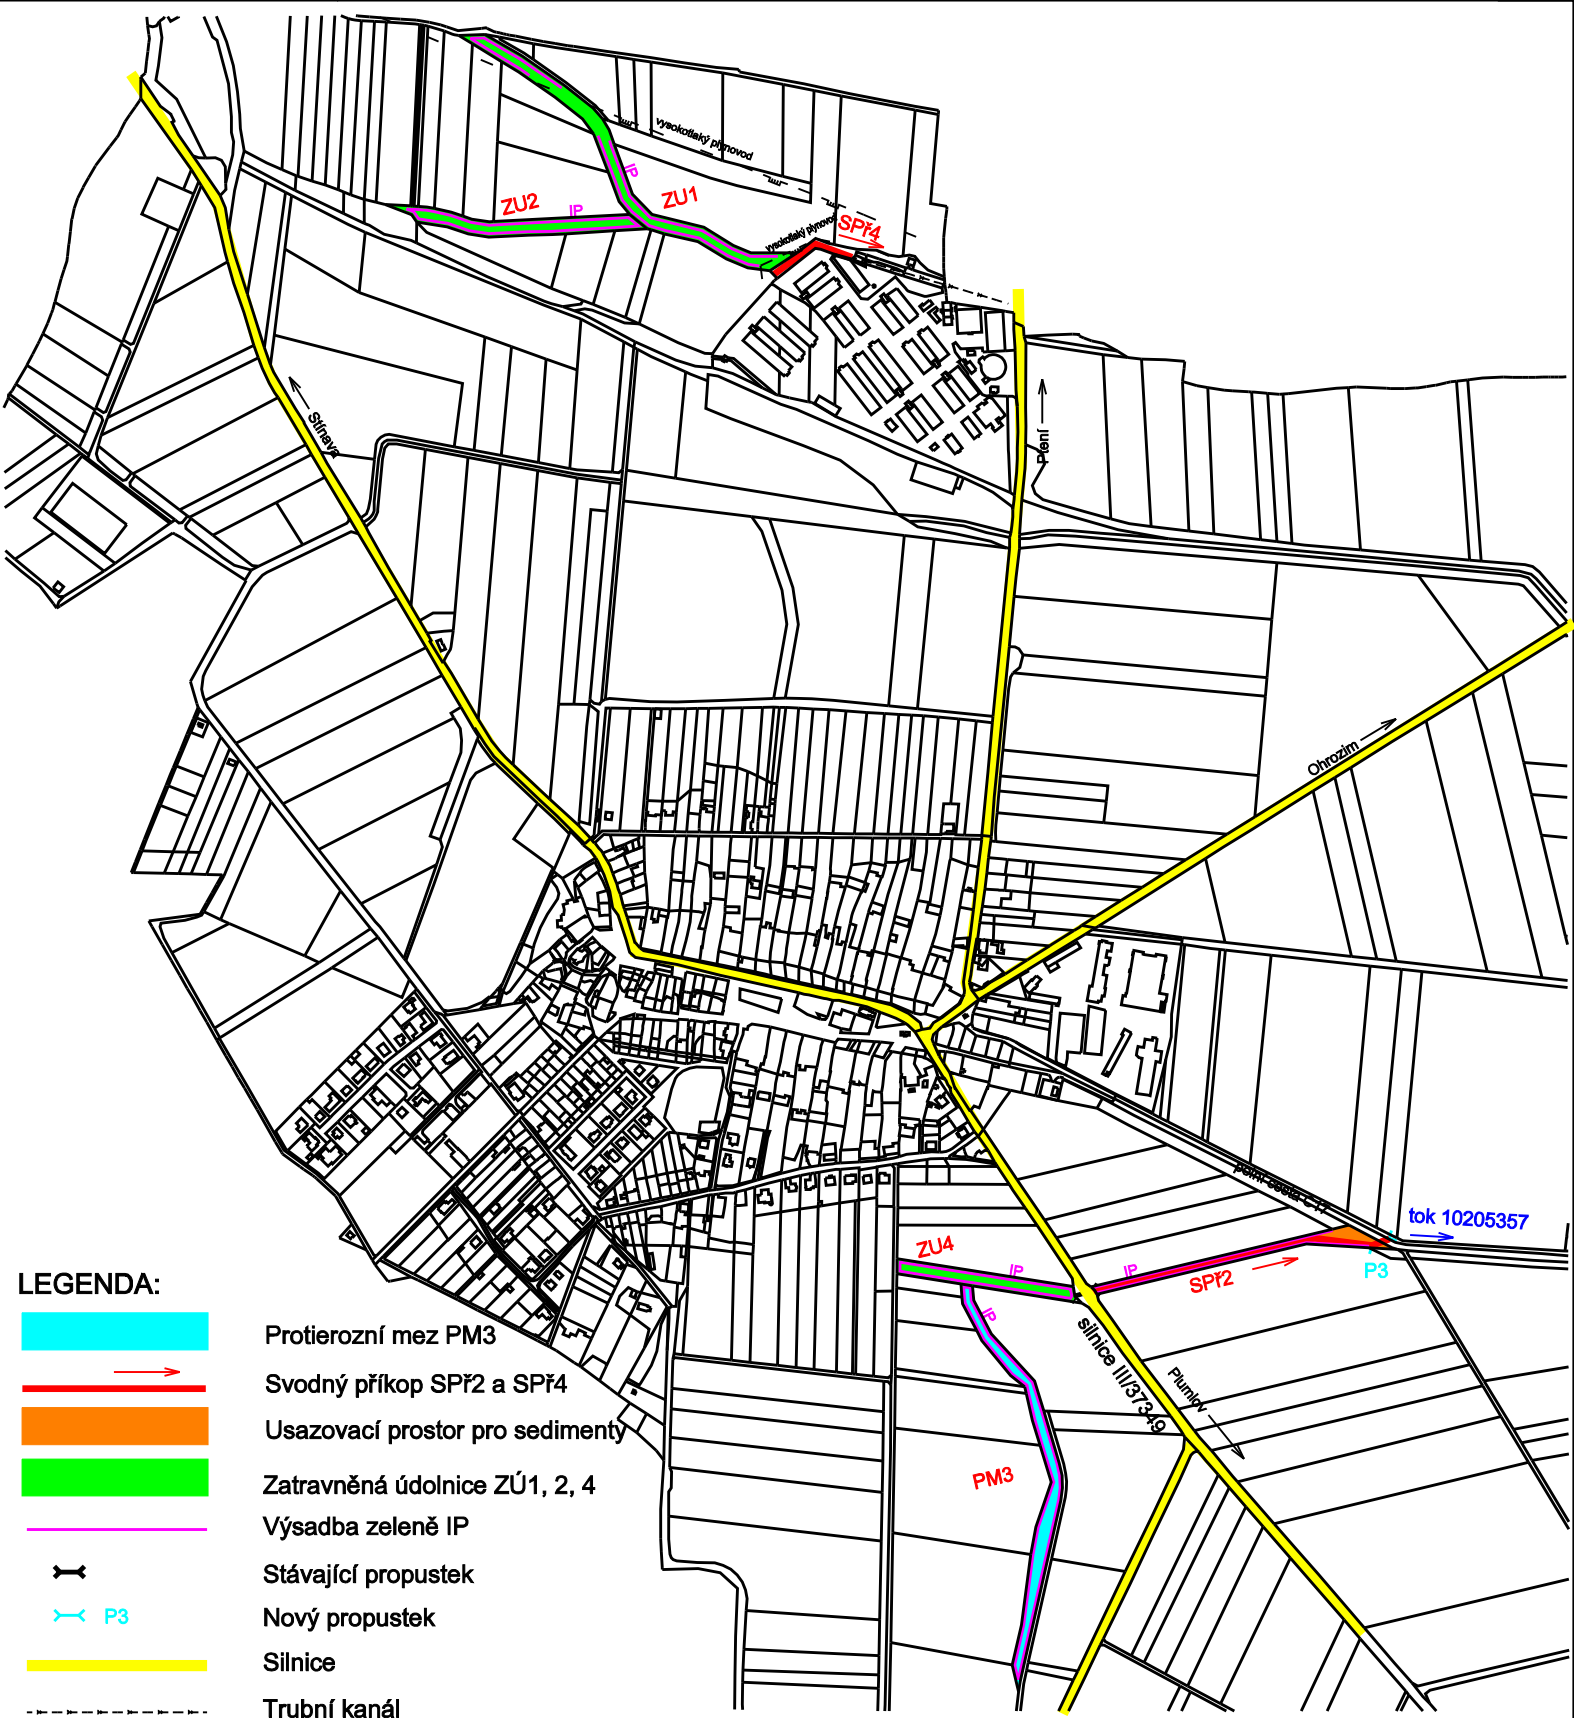 vysokotlaký plynovod
IP
ZU2
IP
ZU1
vysokotlaký plynovod
SPř4
Stínava
Ptení
Ohrozim
polní cesta C17
tok 10205357
ZU4
IP
IP
SPř2
P3
IP
silnice III/37349
Plumlov
PM3
LEGENDA:
Protierozní mez PM3
Svodný příkop SPř2 a SPř4
Usazovací prostor pro sedimenty
Zatravněná údolnice ZÚ1, 2, 4
Výsadba zeleně IP
Stávající propustek
P3 Nový propustek
Silnice
Trubní kanál